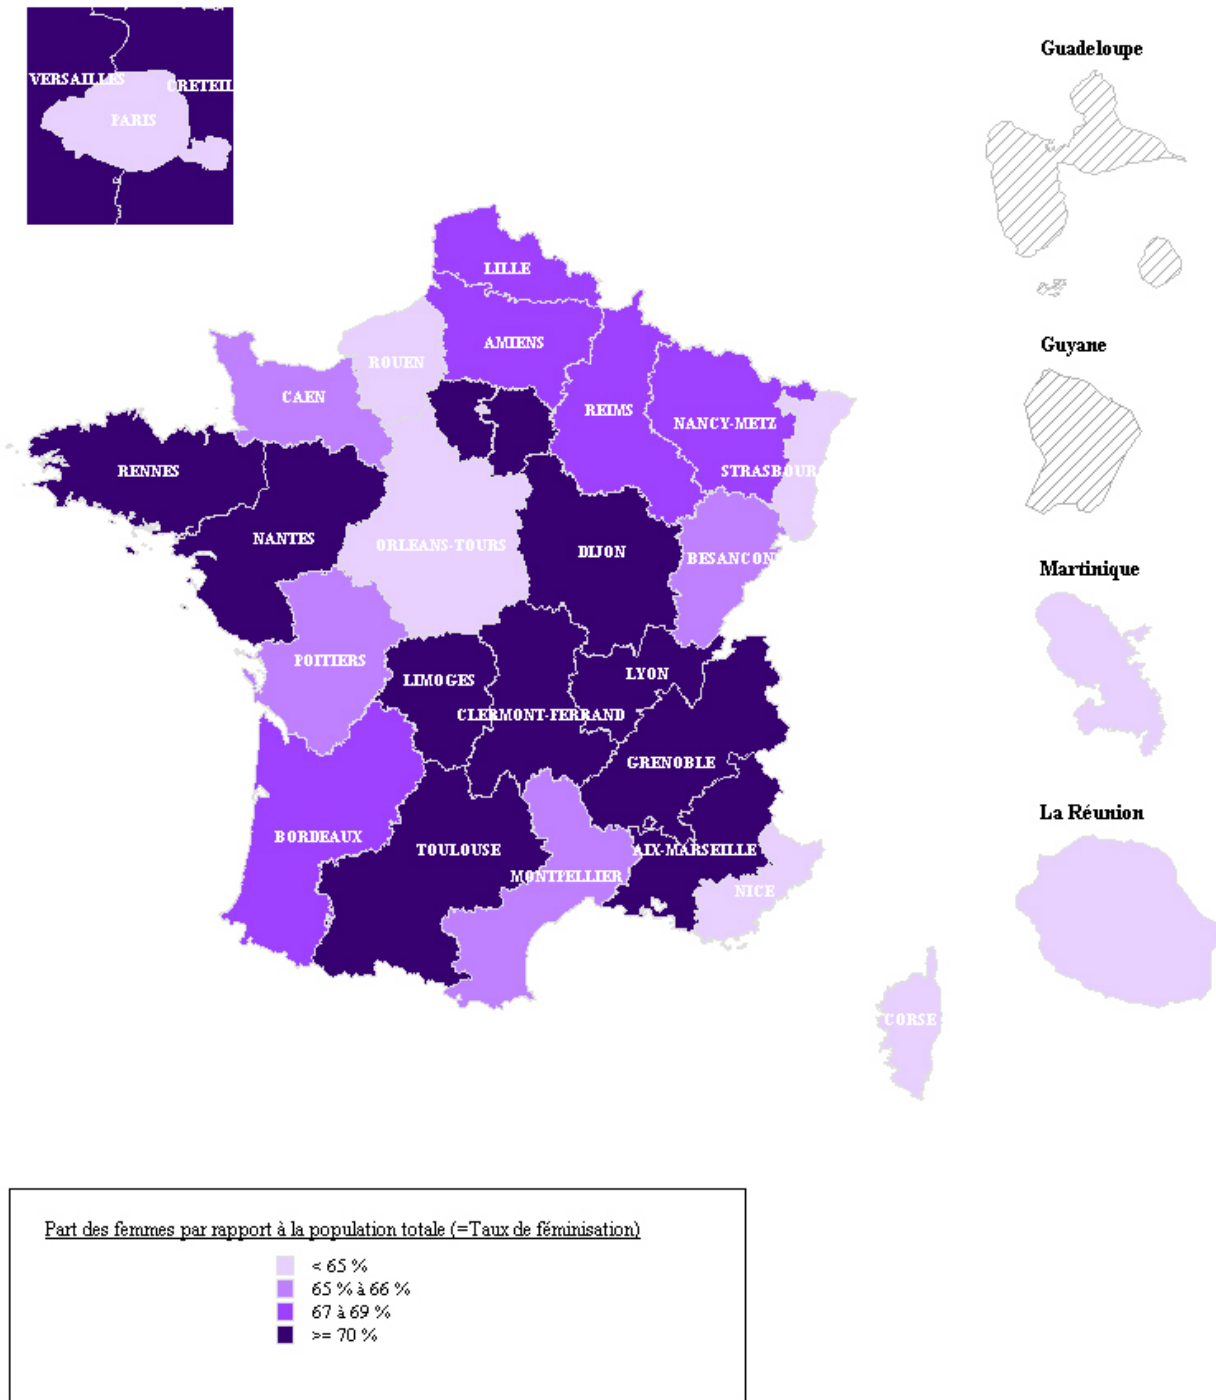 VERSAILLES
CRETEIL
PARIS
Guadeloupe
LILLE
AMIENS
Guyane
ROUEN
CAEN
REIMS
NANCY-METZ
RENNES
STRASBOURG
NANTES
ORLEANS-TOURS
DIJON
BESANCON
Martinique
POITIERS
LIMOGES
LYON
CLERMONT-FERRAND
GRENOBLE
La Réunion
BORDEAUX
TOULOUSE
AIX-MARSEILLE
MONTPELLIER
NICE
CORSE
Part des femmes par rapport à la population totale (=Taux de féminisation)
< 65 %
65 % à 66 %
67 à 69 %
>= 70 %